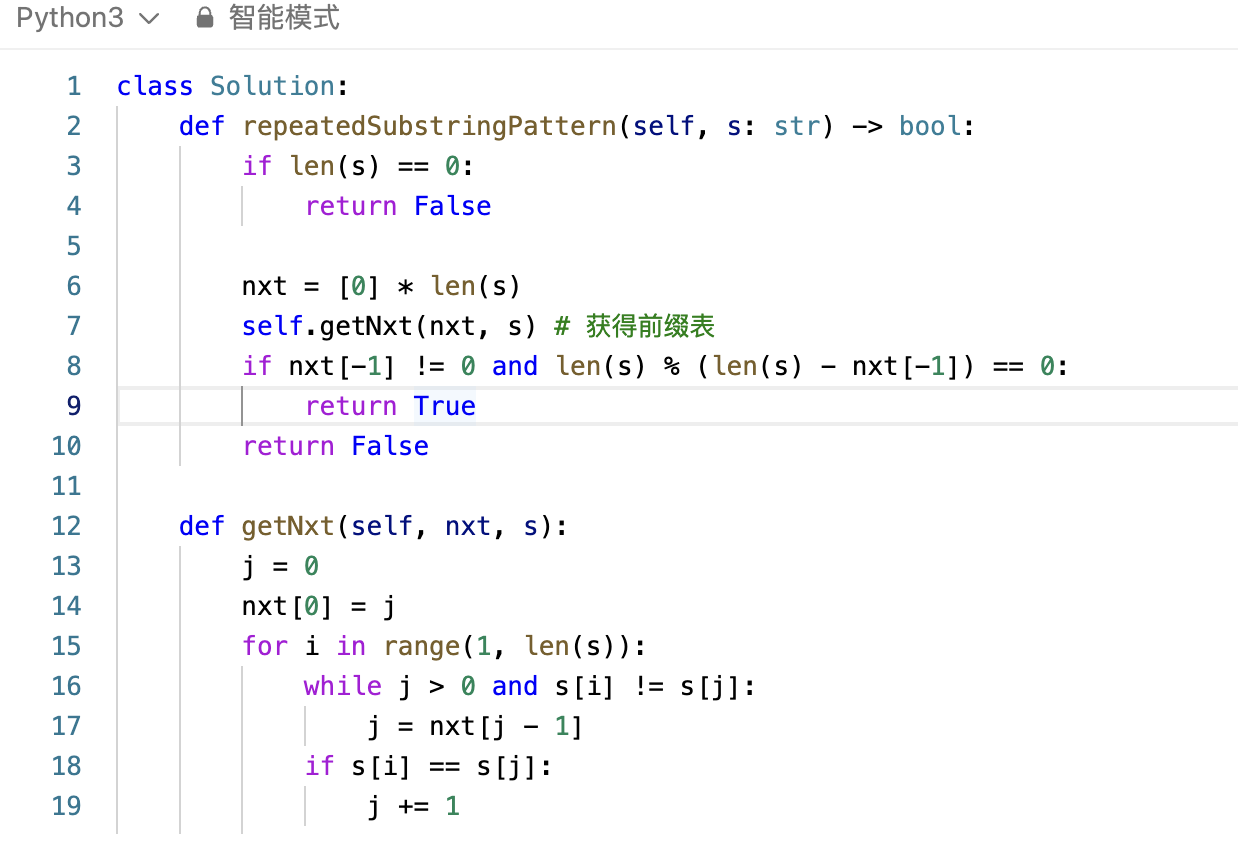 Python3 智能模式
1 class Solution:
2     def repeatedSubstringPattern(self, s: str) -> bool:
3         if len(s) == 0:
4             return False
5
6         nxt = [0] * len(s)
7         self.getNxt(nxt, s) # 获得前缀表
8         if nxt[-1] != 0 and len(s) % (len(s) - nxt[-1]) == 0:
9             return True
10         return False
11
12     def getNxt(self, nxt, s):
13         j = 0
14         nxt[0] = j
15         for i in range(1, len(s)):
16             while j > 0 and s[i] != s[j]:
17                 j = nxt[j - 1]
18             if s[i] == s[j]:
19                 j += 1